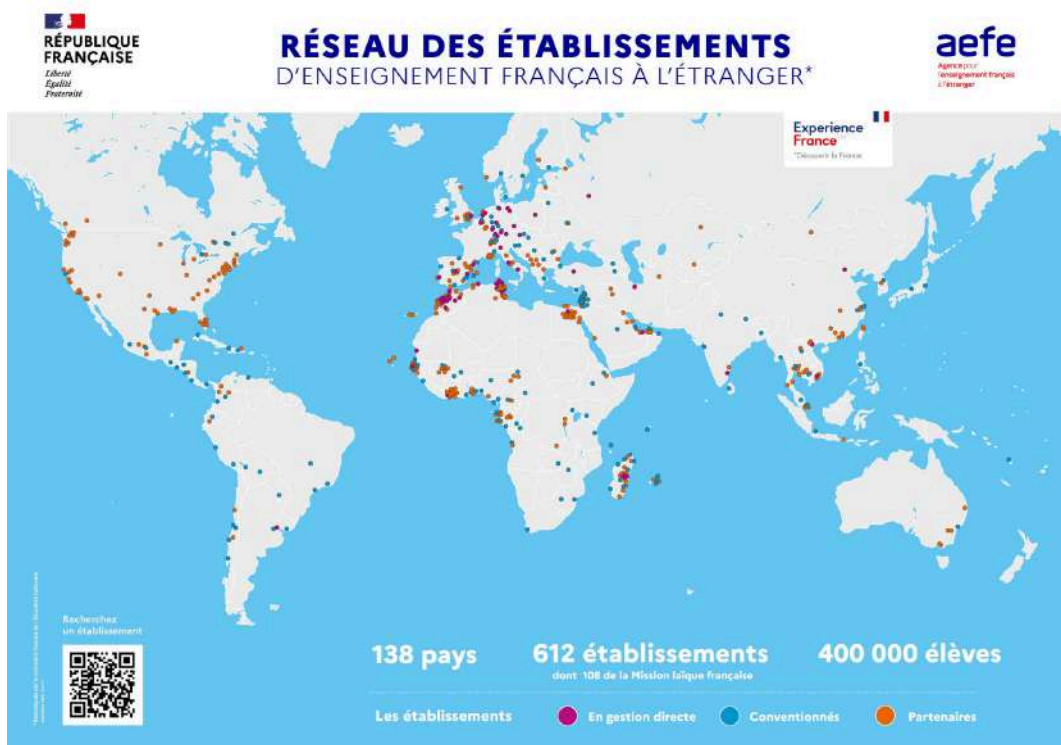 RÉPUBLIQUE
FRANÇAISE
Liberté
Égalité
Fraternité
RÉSEAU DES ÉTABLISSEMENTS
D'ENSEIGNEMENT FRANÇAIS À L'ÉTRANGER*
aefe
Agence pour
l'enseignement français
à l'étranger
Experience
France
"Découvrir la France
Recherchez
un établissement
138 pays
612 établissements
dont 108 de la Mission laïque française
400 000 élèves
Les établissements
En gestion directe
Conventionnés
Partenaires